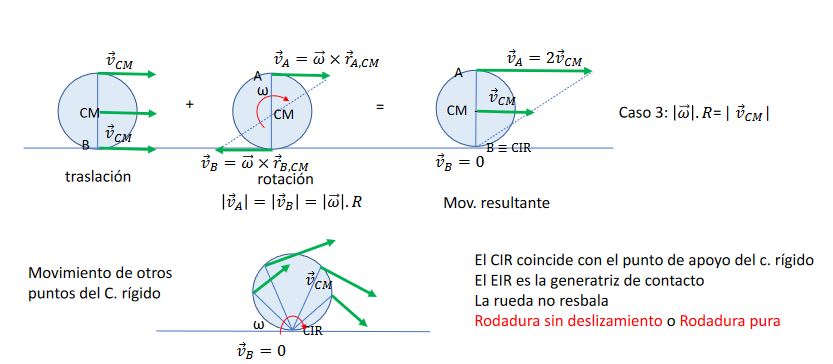 $\vec{v}_{CM}$
CM
$\vec{v}_{CM}$
B
traslación
+
$\vec{v}_A = \vec{\omega} \times \vec{r}_{A,CM}$
A
ω
CM
$\vec{v}_B = \vec{\omega} \times \vec{r}_{B,CM}$
rotación
$|\vec{v}_A| = |\vec{v}_B| = |\vec{\omega}|.R$
=
$\vec{v}_A = 2\vec{v}_{CM}$
A
CM
$\vec{v}_{CM}$
B ≡ CIR
$\vec{v}_B = 0$
Mov. resultante
Caso 3: $|\vec{\omega}|.R = |\vec{v}_{CM}|$
Movimiento de otros
puntos del C. rígido
$\vec{v}_{CM}$
ω
CIR
$\vec{v}_B = 0$
El CIR coincide con el punto de apoyo del c. rígido
El EIR es la generatriz de contacto
La rueda no resbala
Rodadura sin deslizamiento o Rodadura pura